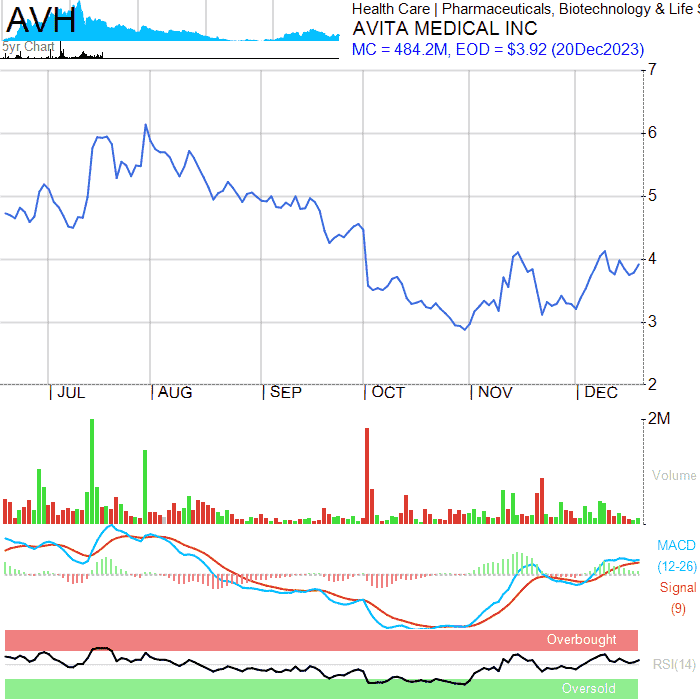 AVH
5yr Chart
Health Care | Pharmaceuticals, Biotechnology & Life S
AVITA MEDICAL INC
MC = 484.2M, EOD = $3.92 (20Dec2023)
7
6
5
4
3
2
| JUL | AUG | SEP | OCT | NOV | DEC
2M
Volume
MACD
(12-26)
Signal
(9)
Overbought
RSI(14)
Oversold